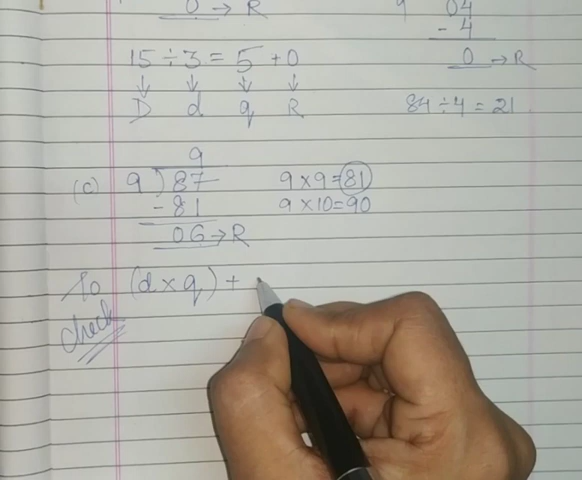 0 → R
04
- 4
0 → R
15 ÷ 3 = 5 + 0
↓ ↓ ↓ ↓
D d q R
84 ÷ 4 = 21
9
(c) 9 ) 87
- 81
06 → R
9 × 9 = 81
9 × 10 = 90
To check (d × q) +